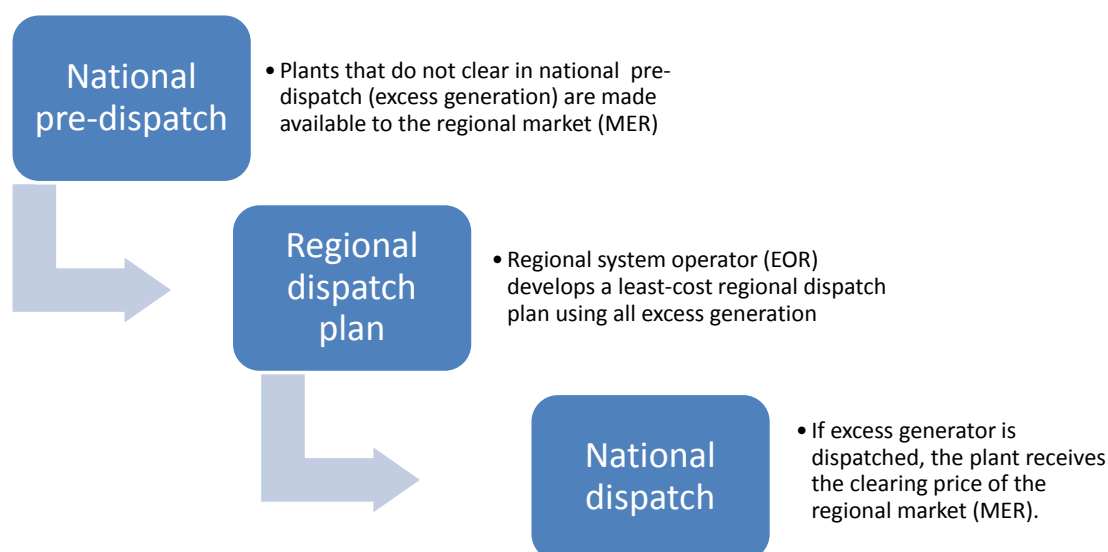 National
pre-dispatch
• Plants that do not clear in national pre-
dispatch (excess generation) are made
available to the regional market (MER)
Regional
dispatch
plan
• Regional system operator (EOR)
develops a least-cost regional dispatch
plan using all excess generation
National
dispatch
• If excess generator is
dispatched, the plant receives
the clearing price of the
regional market (MER).